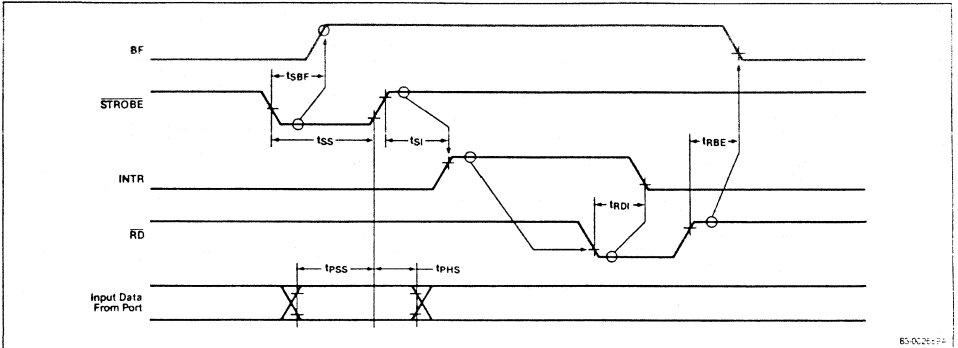 BF
tSBF
STROBE
tSS
tSI
tRBE
INTR
tRDI
RD
tPSS
tPHS
Input Data
From Port